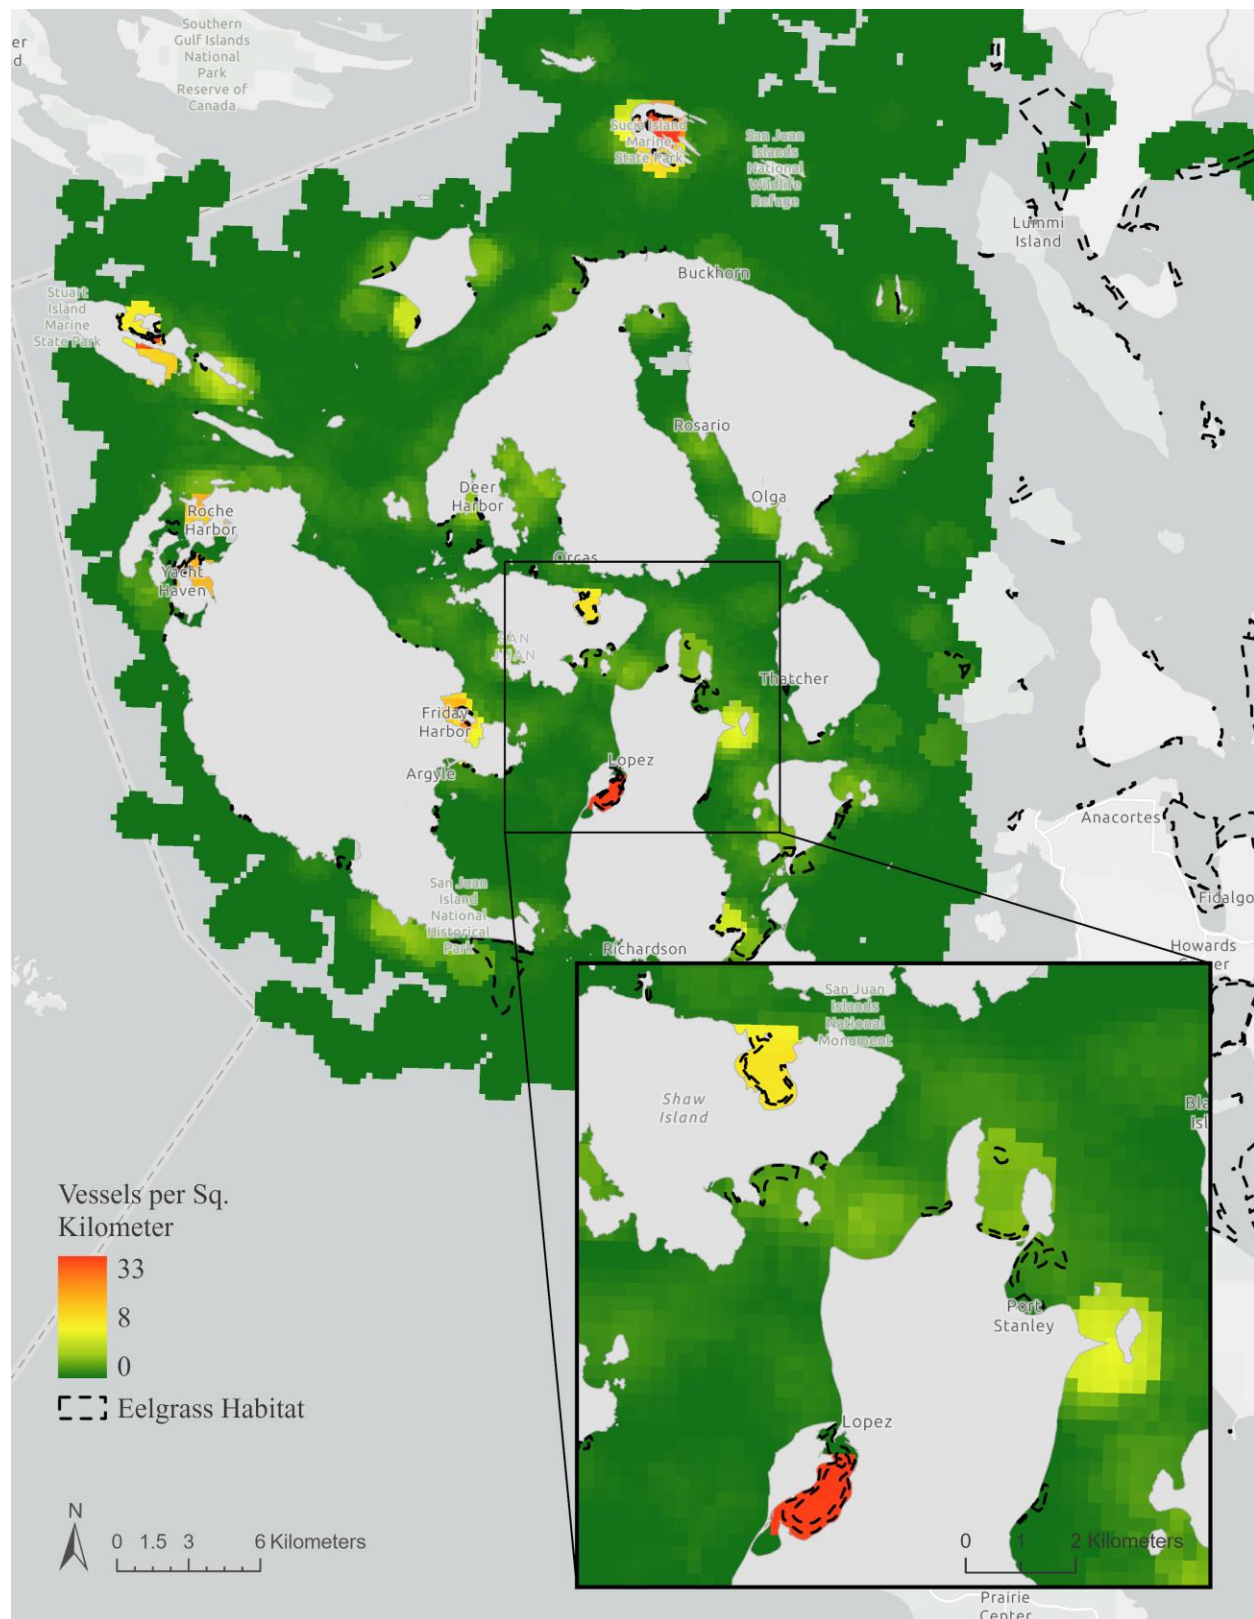 Southern
Gulf Islands
National
Park
Reserve of
Canada
er
d
Sucia Island
Marine
State Park
San Juan
Islands
National
Wildlife
Refuge
Lummi
Island
Buckhorn
Stuart
Island
Marine
State Park
Rosario
Deer
Harbor
Olga
Roche
Harbor
Orcas
Yacht
Haven
SAN
JUAN
Thatcher
Friday
Harbor
Lopez
Argyle
Anacortes
San Juan
Island
National
Historical
Park
Fidalgo
Richardson
Howards
er
San Juan
Islands
National
Monument
Shaw
Island
Bla
Isl
Port
Stanley
Lopez
Vessels per Sq.
Kilometer
33
8
0
Eelgrass Habitat
N
0 1.5 3 6 Kilometers
0 1 2 Kilometers
Prairie
Center